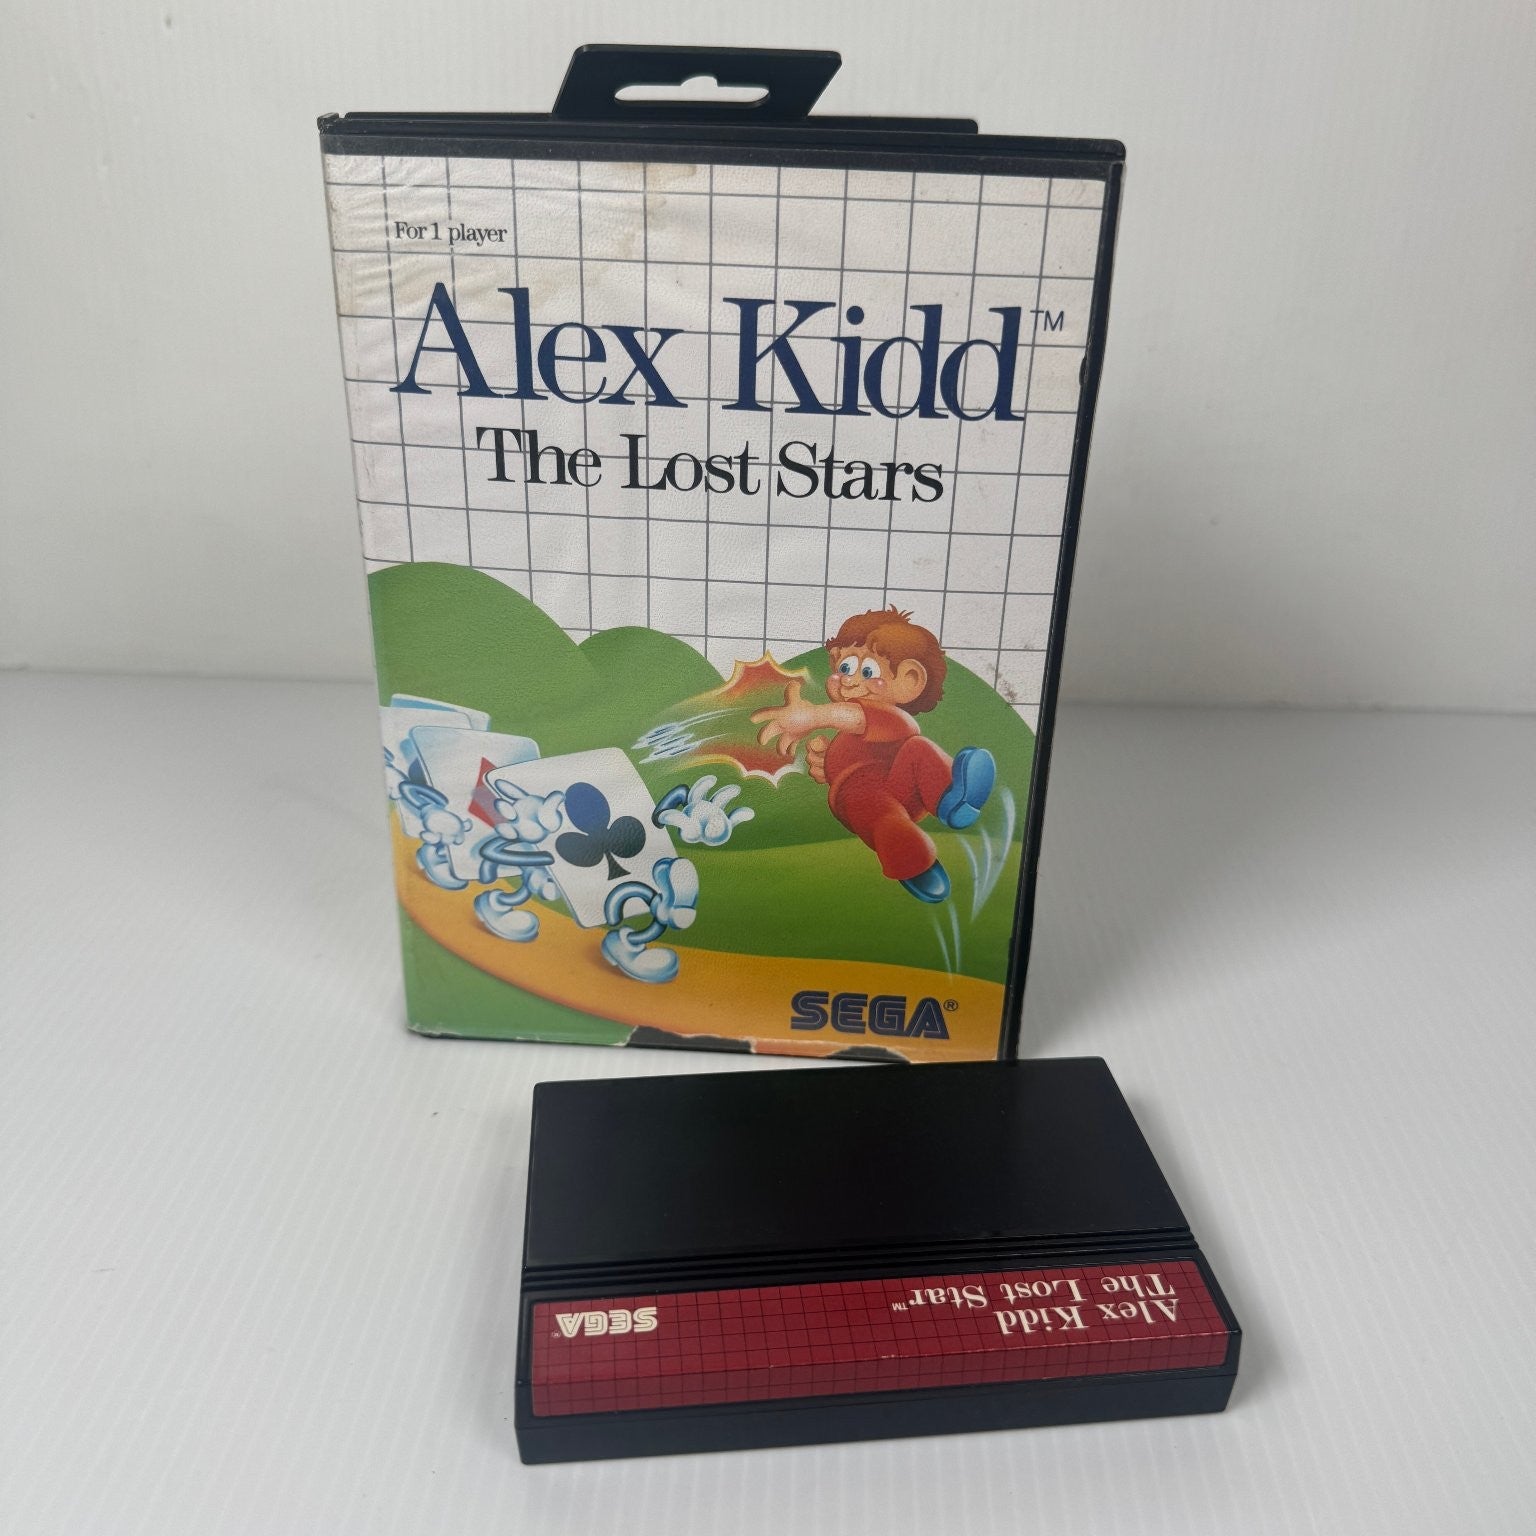 For 1 player
Alex Kidd™
The Lost Stars
SEGA®
Alex Kidd
The Lost Star™
SEGA®